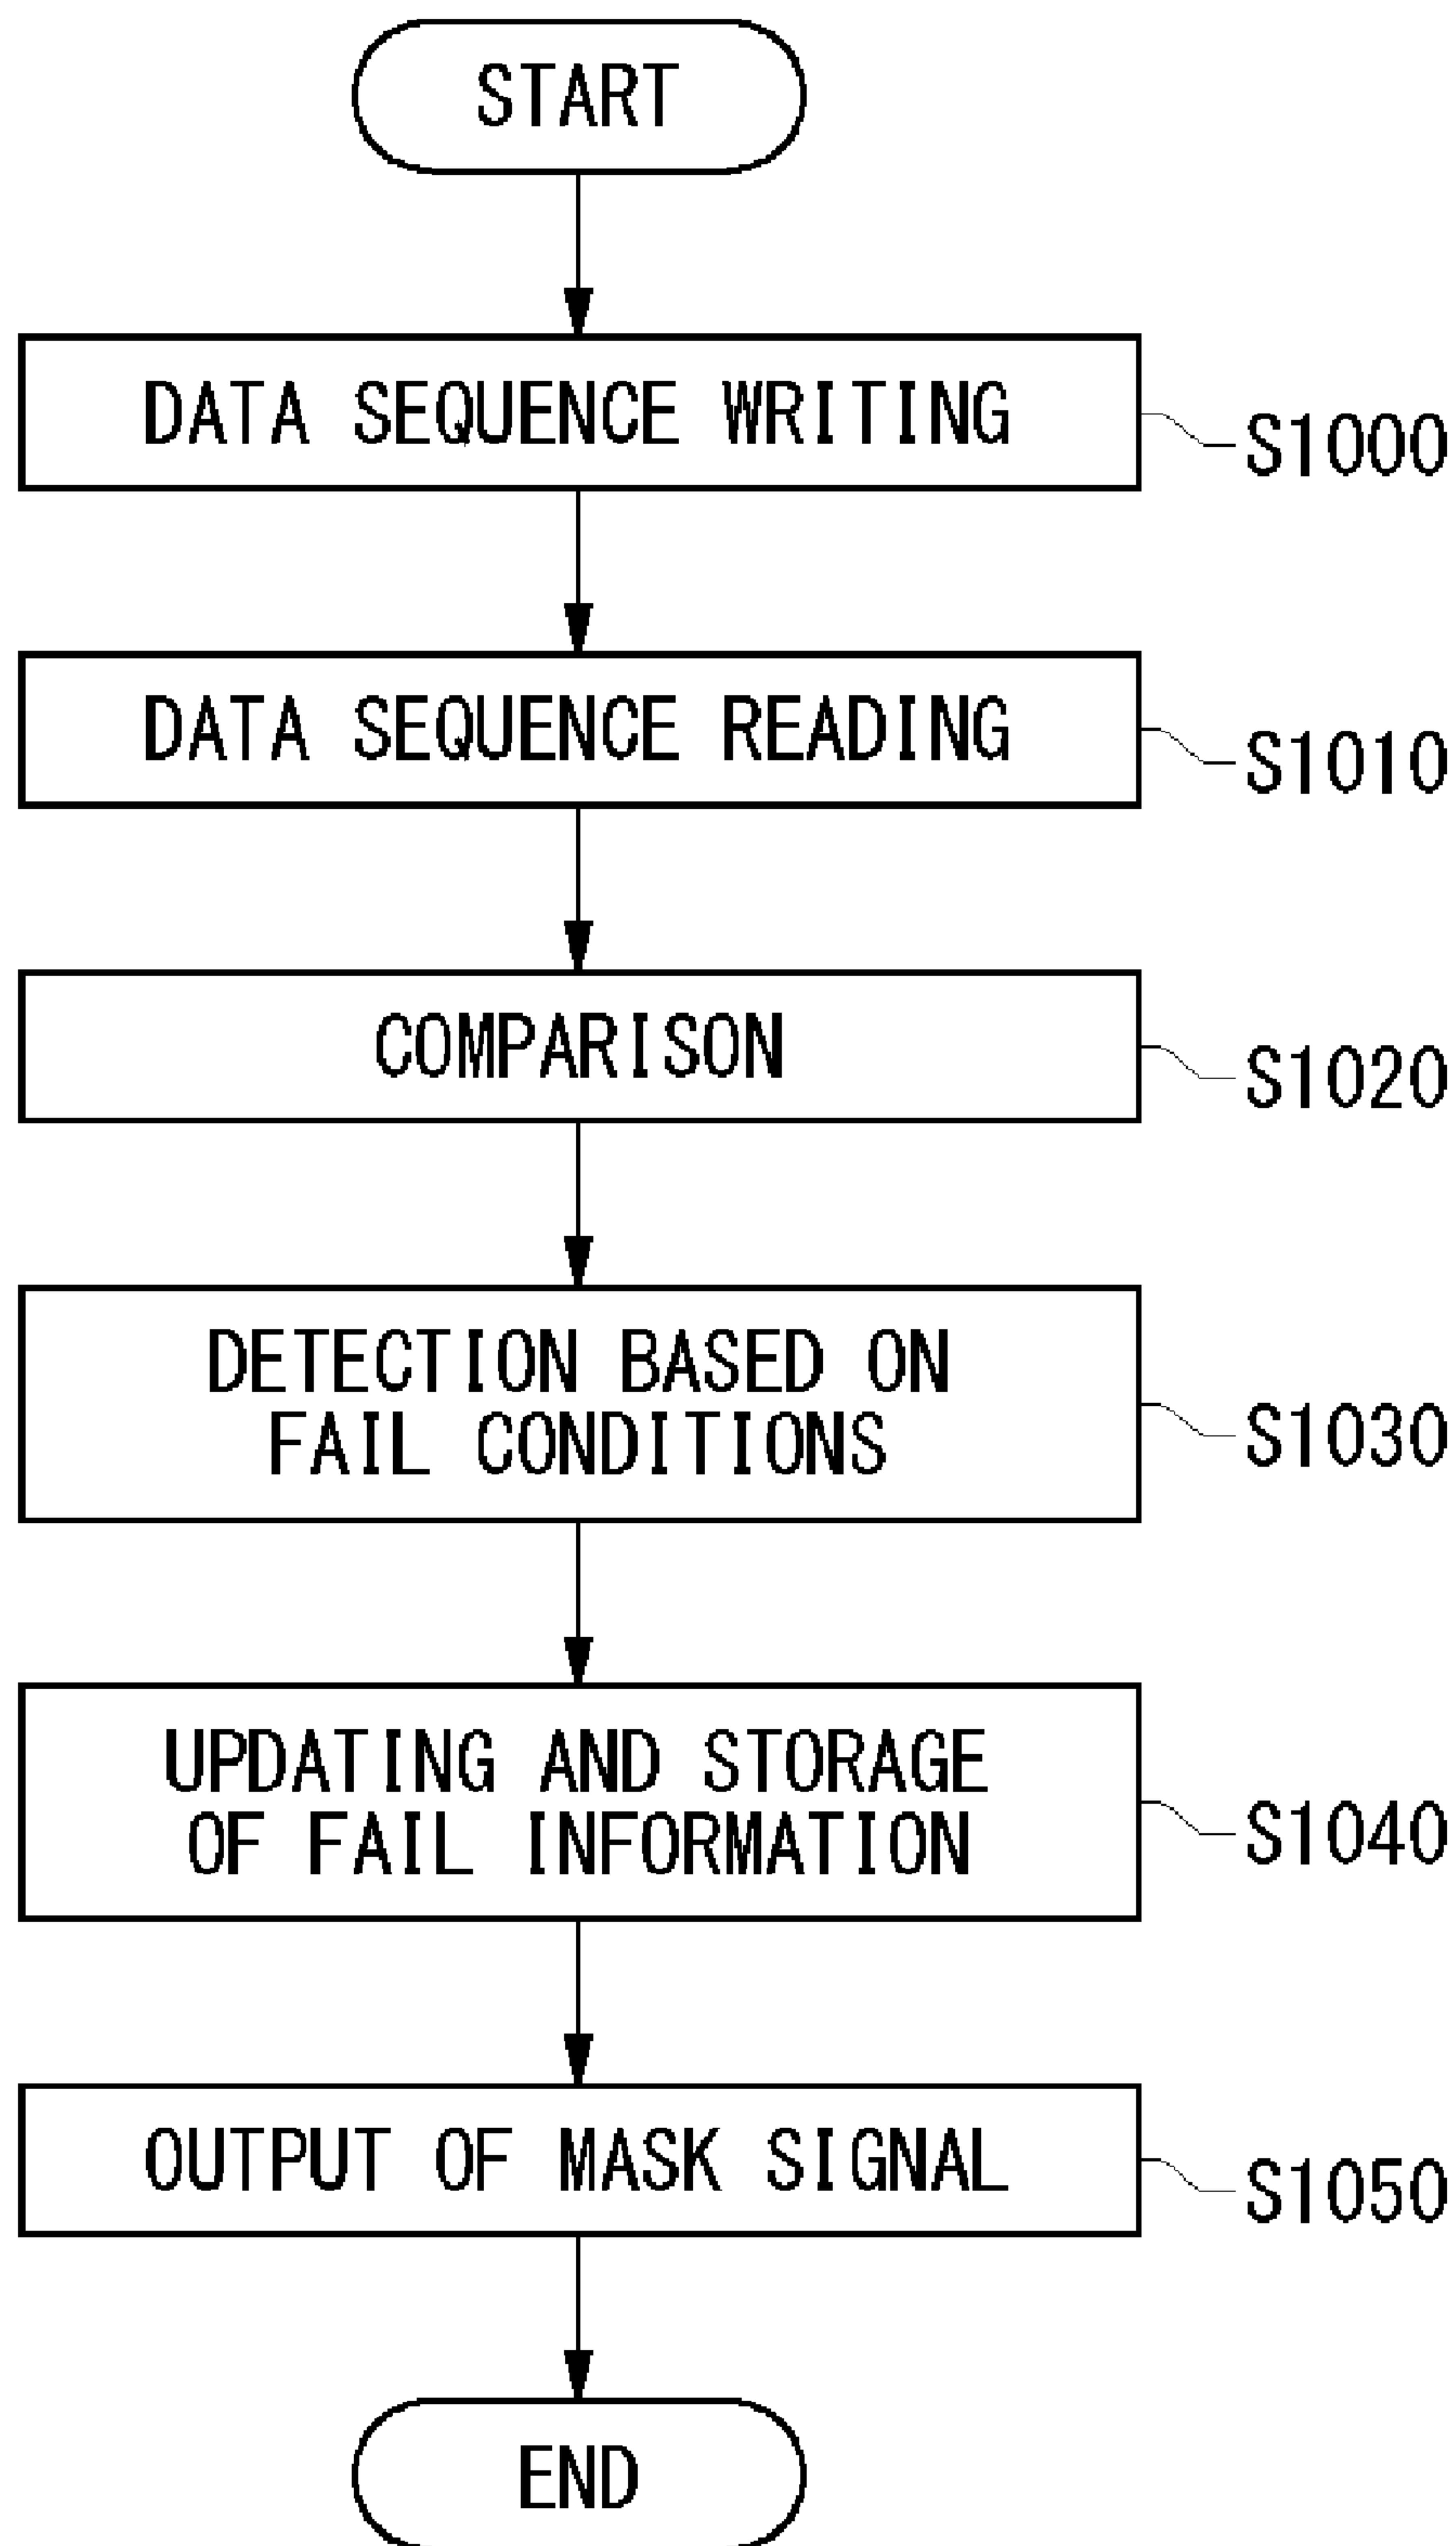 START
DATA SEQUENCE WRITING
S1000
DATA SEQUENCE READING
S1010
COMPARISON
S1020
DETECTION BASED ON
FAIL CONDITIONS
S1030
UPDATING AND STORAGE
OF FAIL INFORMATION
S1040
OUTPUT OF MASK SIGNAL
S1050
END